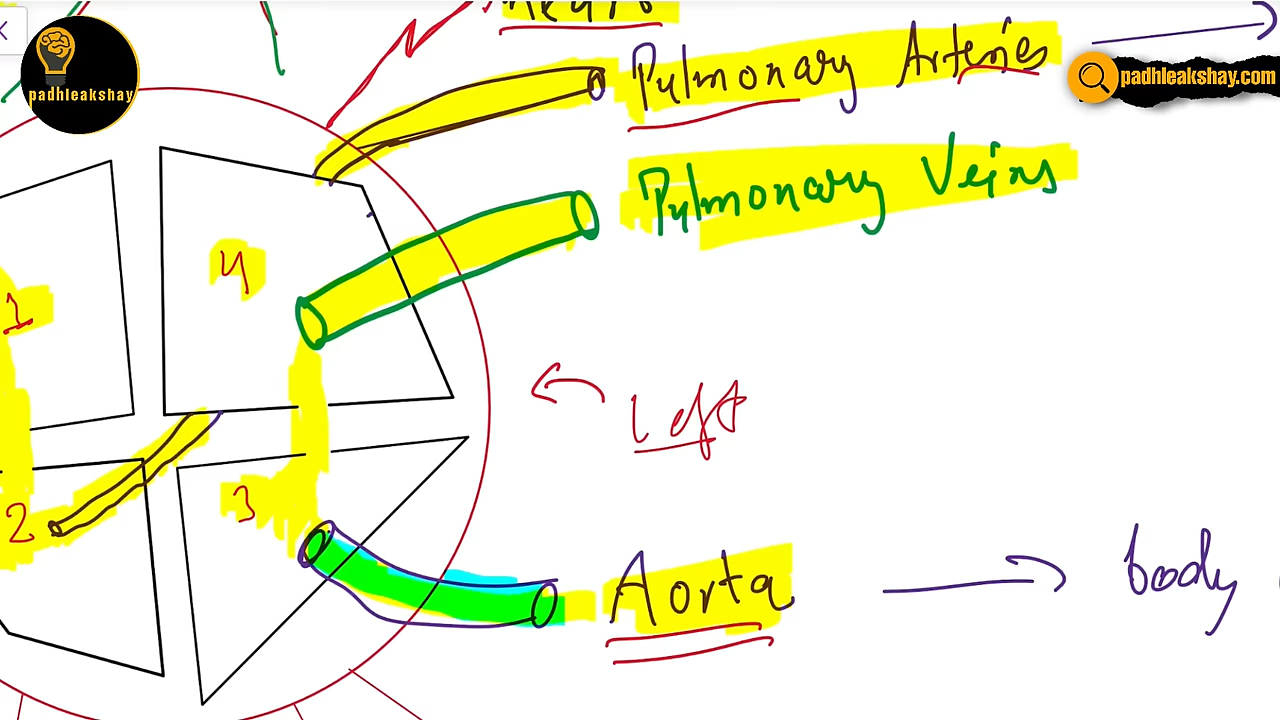 Pulmonary Arteries
padhleakshay.com
padhleakshay
Pulmonary Veins
4
1
Left
3
2
Aorta
body